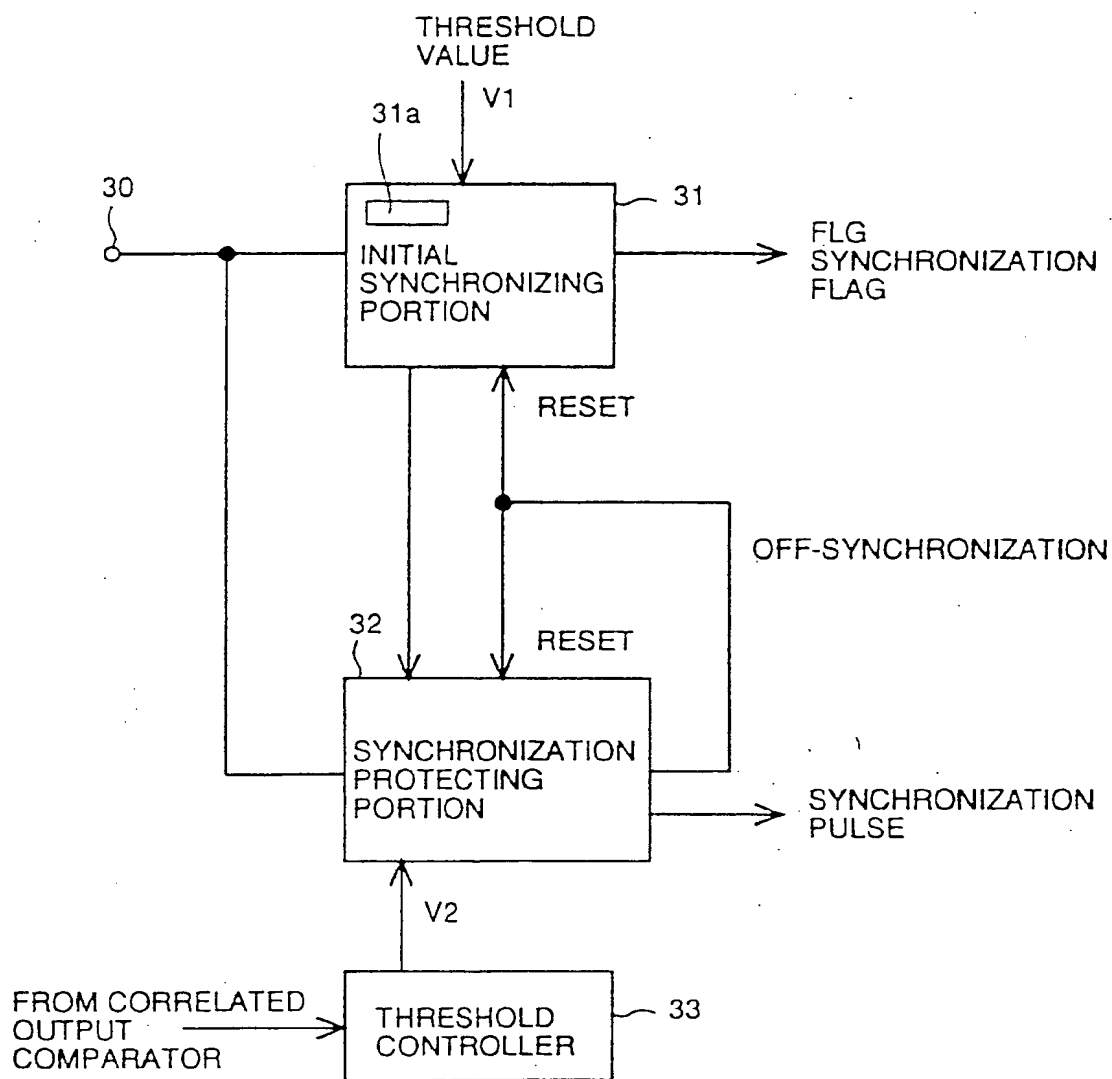 THRESHOLD
VALUE
V1
31a
30
31
INITIAL
SYNCHRONIZING
PORTION
FLG
SYNCHRONIZATION
FLAG
RESET
OFF-SYNCHRONIZATION
RESET
32
SYNCHRONIZATION
PROTECTING
PORTION
SYNCHRONIZATION
PULSE
V2
FROM CORRELATED
OUTPUT
COMPARATOR
THRESHOLD
CONTROLLER
33